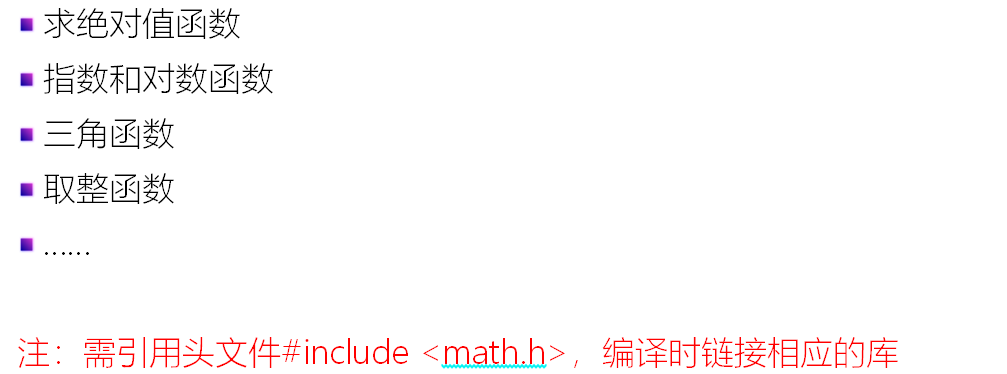 求绝对值函数
指数和对数函数
三角函数
取整函数
……
注：需引用头文件#include <math.h>，编译时链接相应的库